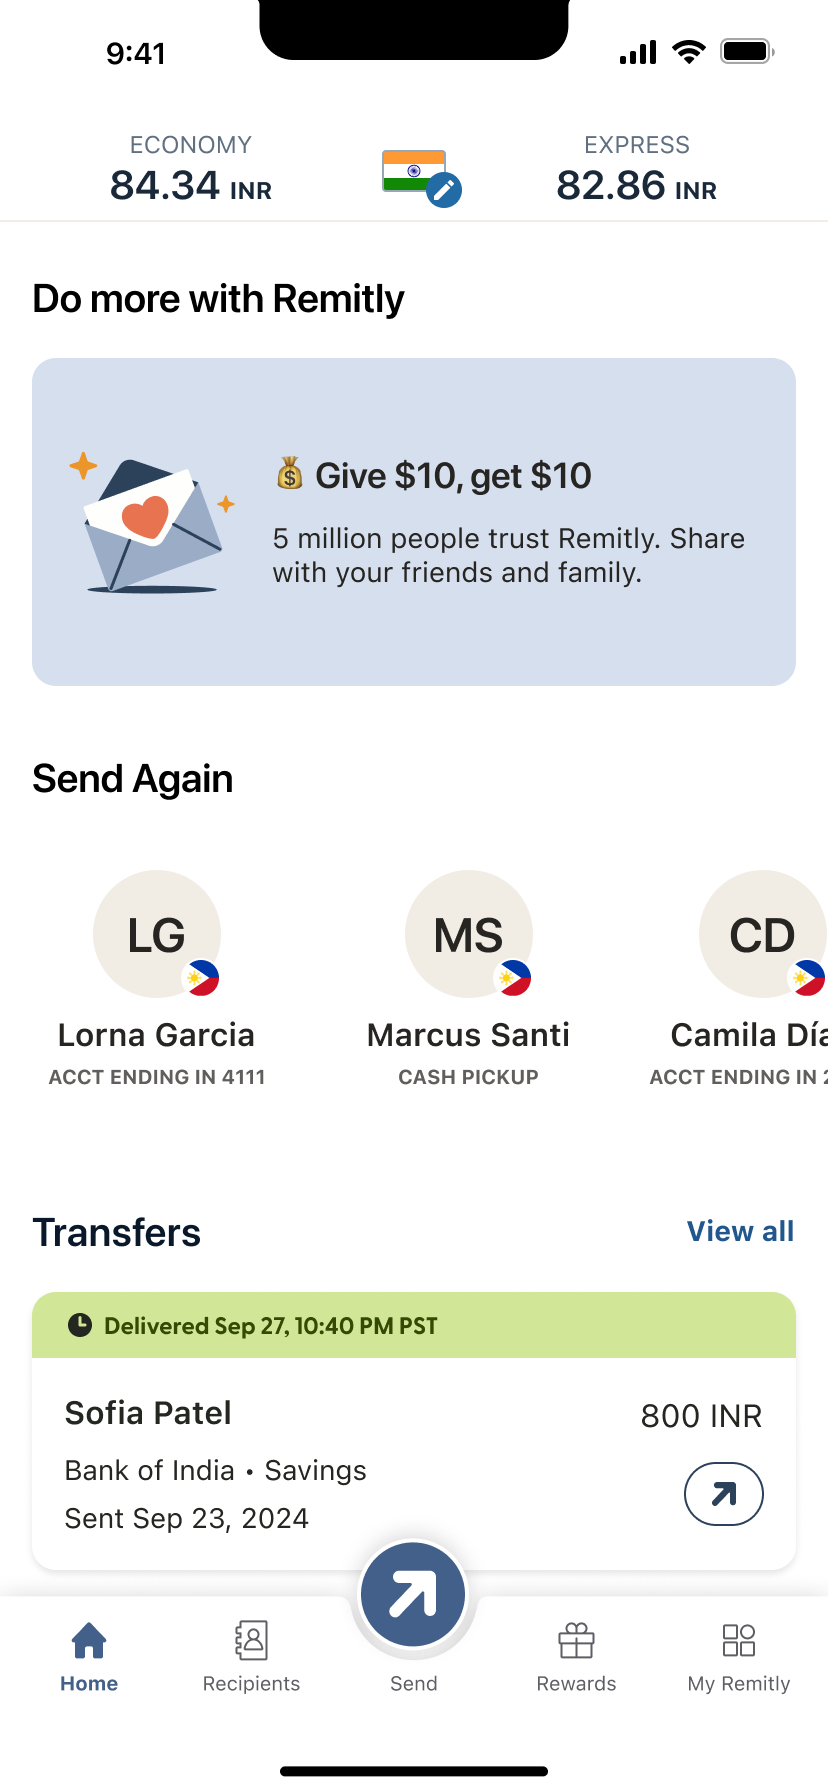 9:41
ECONOMY
84.34 INR
EXPRESS
82.86 INR
Do more with Remitly
💰 Give $10, get $10
5 million people trust Remitly. Share
with your friends and family.
Send Again
LG
MS
CD
Lorna Garcia
Marcus Santi
Camila Día
ACCT ENDING IN 4111
CASH PICKUP
ACCT ENDING IN
Transfers
View all
Delivered Sep 27, 10:40 PM PST
Sofia Patel
800 INR
Bank of India • Savings
Sent Sep 23, 2024
Home
Recipients
Send
Rewards
My Remitly